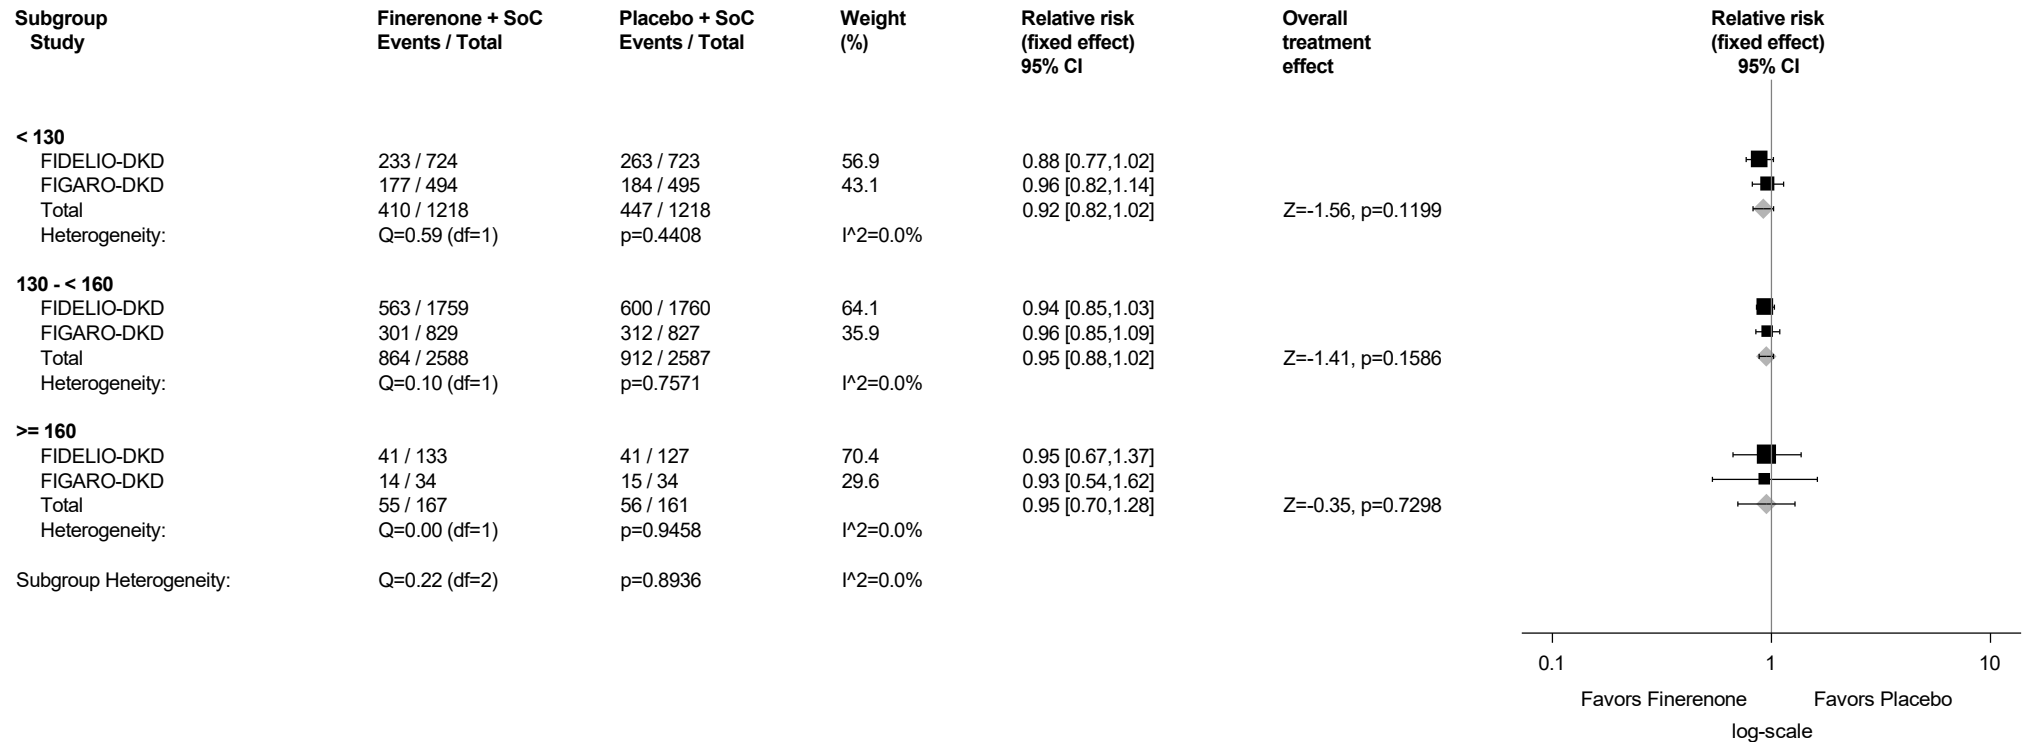 Subgroup Finerenone + SoC Placebo + SoC Weight Relative risk Overall Relative risk
Study Events / Total Events / Total (%) (fixed effect) treatment (fixed effect)
95% CI effect 95% CI
< 130
FIDELIO-DKD 233 / 724 263 / 723 56.9 0.88 [0.77,1.02]
FIGARO-DKD 177 / 494 184 / 495 43.1 0.96 [0.82,1.14]
Total 410 / 1218 447 / 1218 0.92 [0.82,1.02] Z=-1.56, p=0.1199
Heterogeneity: Q=0.59 (df=1) p=0.4408 I^2=0.0%
130 - < 160
FIDELIO-DKD 563 / 1759 600 / 1760 64.1 0.94 [0.85,1.03]
FIGARO-DKD 301 / 829 312 / 827 35.9 0.96 [0.85,1.09]
Total 864 / 2588 912 / 2587 0.95 [0.88,1.02] Z=-1.41, p=0.1586
Heterogeneity: Q=0.10 (df=1) p=0.7571 I^2=0.0%
>= 160
FIDELIO-DKD 41 / 133 41 / 127 70.4 0.95 [0.67,1.37]
FIGARO-DKD 14 / 34 15 / 34 29.6 0.93 [0.54,1.62]
Total 55 / 167 56 / 161 0.95 [0.70,1.28] Z=-0.35, p=0.7298
Heterogeneity: Q=0.00 (df=1) p=0.9458 I^2=0.0%
Subgroup Heterogeneity: Q=0.22 (df=2) p=0.8936 I^2=0.0%
0.1 1 10
Favors Finerenone Favors Placebo
log-scale